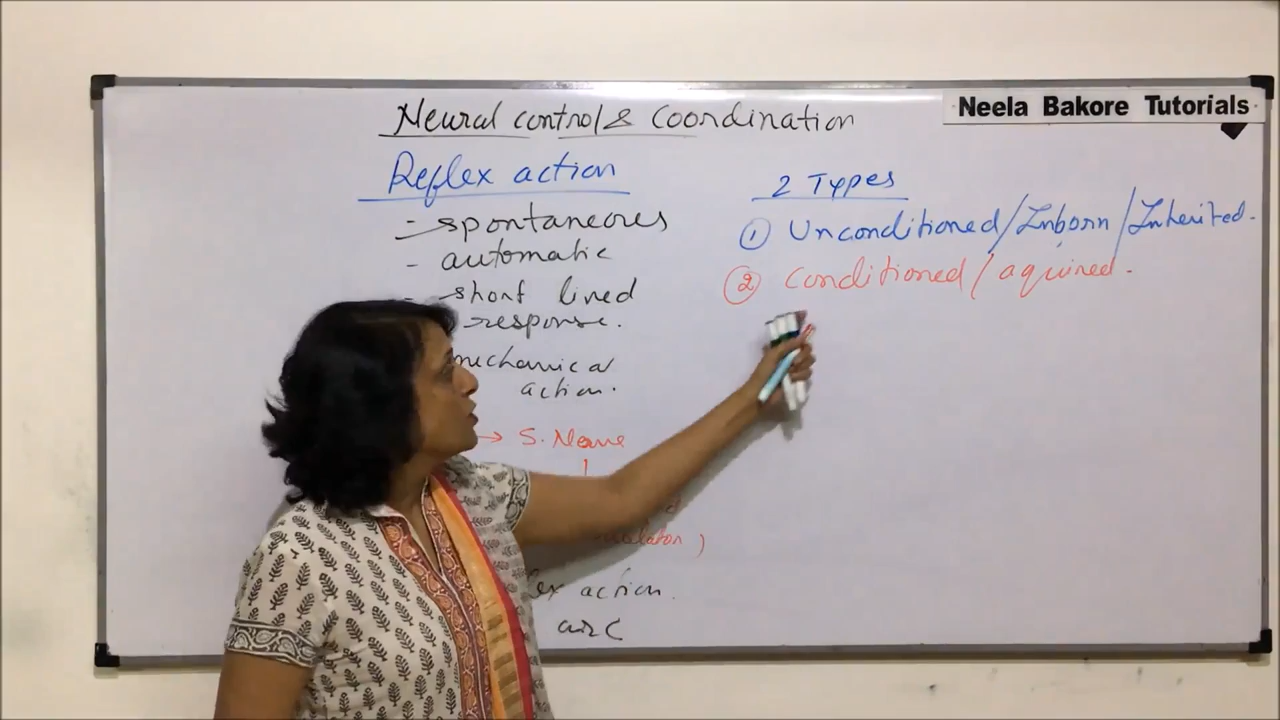 Neela Bakore Tutorials
Neural control & Coordination
Reflex action
- spontaneous
- automatic
- short lived
response.
mechanical
action.
→ S. Nerve
)
action.
arc
2 Types
① Unconditioned/Inborn/Inherited.
② Conditioned/aquired.